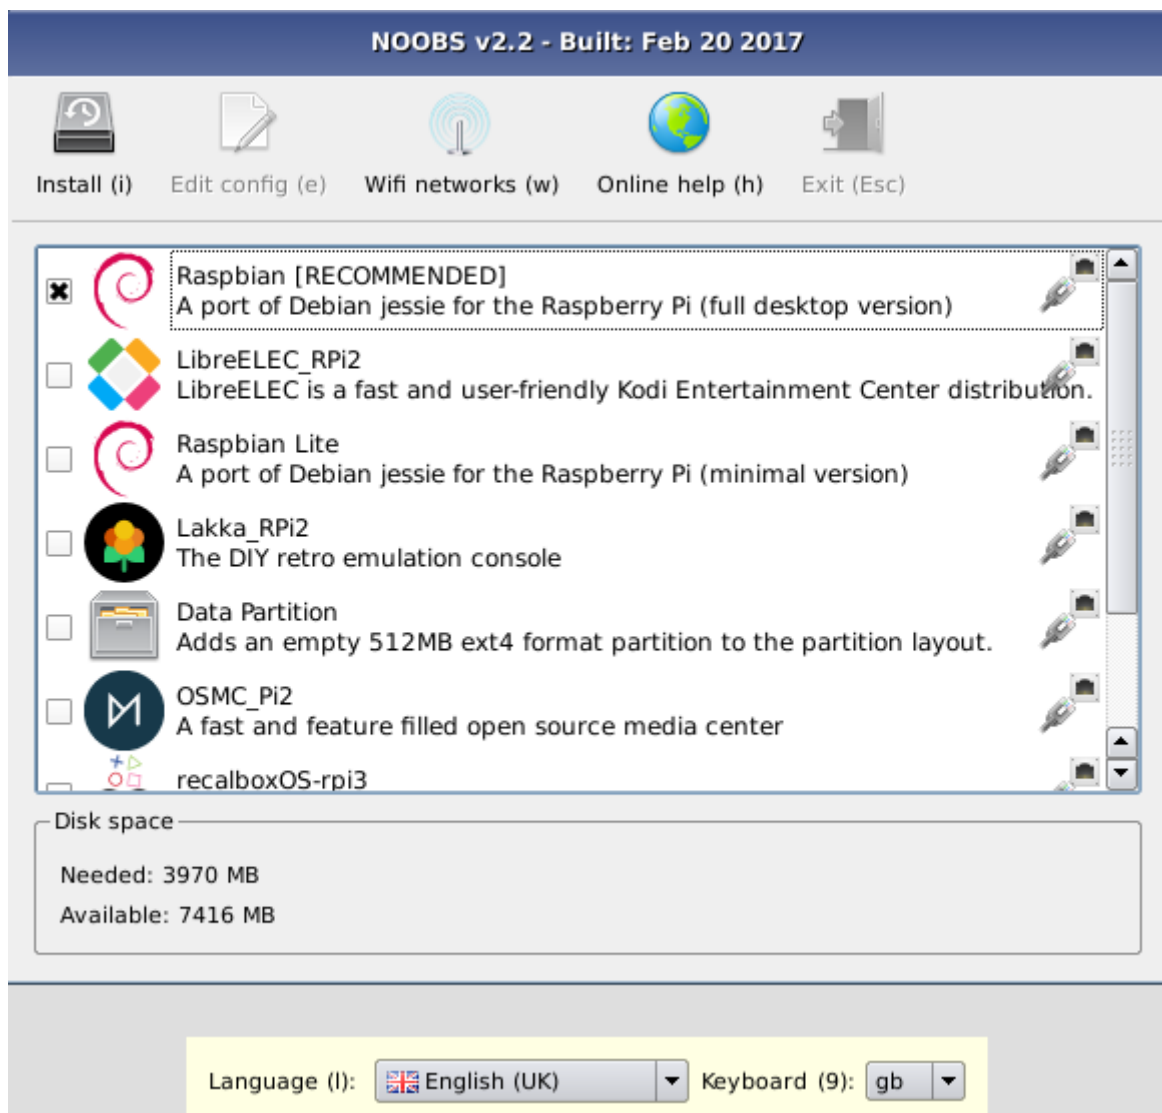 NOOBS v2.2 - Built: Feb 20 2017
Install (i)
Edit config (e)
Wifi networks (w)
Online help (h)
Exit (Esc)
Raspbian [RECOMMENDED]
A port of Debian jessie for the Raspberry Pi (full desktop version)
LibreELEC_RPi2
LibreELEC is a fast and user-friendly Kodi Entertainment Center distribution.
Raspbian Lite
A port of Debian jessie for the Raspberry Pi (minimal version)
Lakka_RPi2
The DIY retro emulation console
Data Partition
Adds an empty 512MB ext4 format partition to the partition layout.
OSMC_Pi2
A fast and feature filled open source media center
recalboxOS-rpi3
Disk space
Needed: 3970 MB
Available: 7416 MB
Language (l): English (UK) Keyboard (9): gb